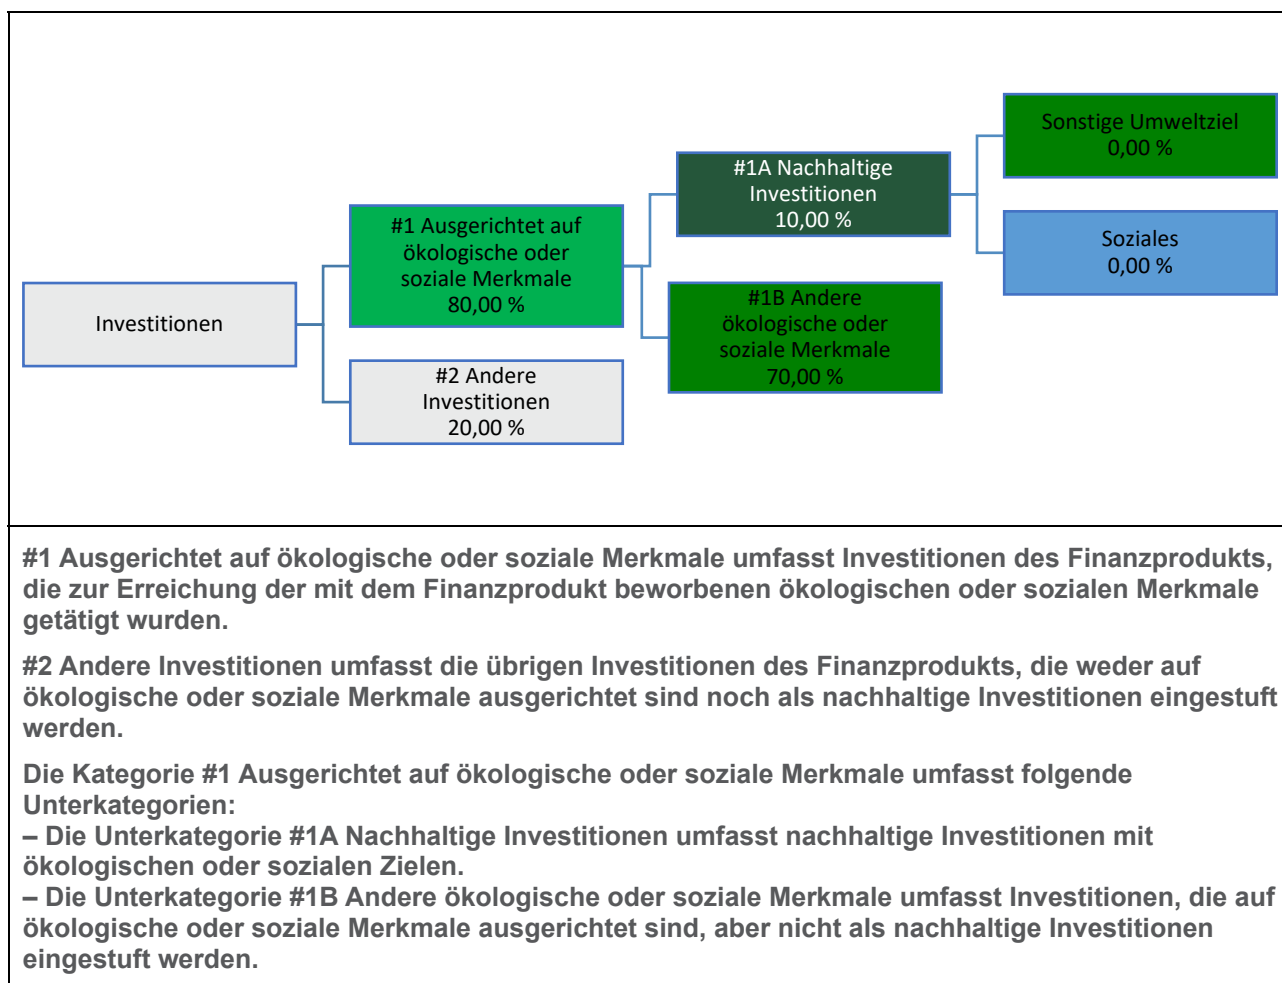 Investitionen
#1 Ausgerichtet auf
ökologische oder
soziale Merkmale
80,00 %
#2 Andere
Investitionen
20,00 %
#1A Nachhaltige
Investitionen
10,00 %
#1B Andere
ökologische oder
soziale Merkmale
70,00 %
Sonstige Umweltziel
0,00 %
Soziales
0,00 %
#1 Ausgerichtet auf ökologische oder soziale Merkmale umfasst Investitionen des Finanzprodukts,
die zur Erreichung der mit dem Finanzprodukt beworbenen ökologischen oder sozialen Merkmale
getätigt wurden.
#2 Andere Investitionen umfasst die übrigen Investitionen des Finanzprodukts, die weder auf
ökologische oder soziale Merkmale ausgerichtet sind noch als nachhaltige Investitionen eingestuft
werden.
Die Kategorie #1 Ausgerichtet auf ökologische oder soziale Merkmale umfasst folgende
Unterkategorien:
– Die Unterkategorie #1A Nachhaltige Investitionen umfasst nachhaltige Investitionen mit
ökologischen oder sozialen Zielen.
– Die Unterkategorie #1B Andere ökologische oder soziale Merkmale umfasst Investitionen, die auf
ökologische oder soziale Merkmale ausgerichtet sind, aber nicht als nachhaltige Investitionen
eingestuft werden.